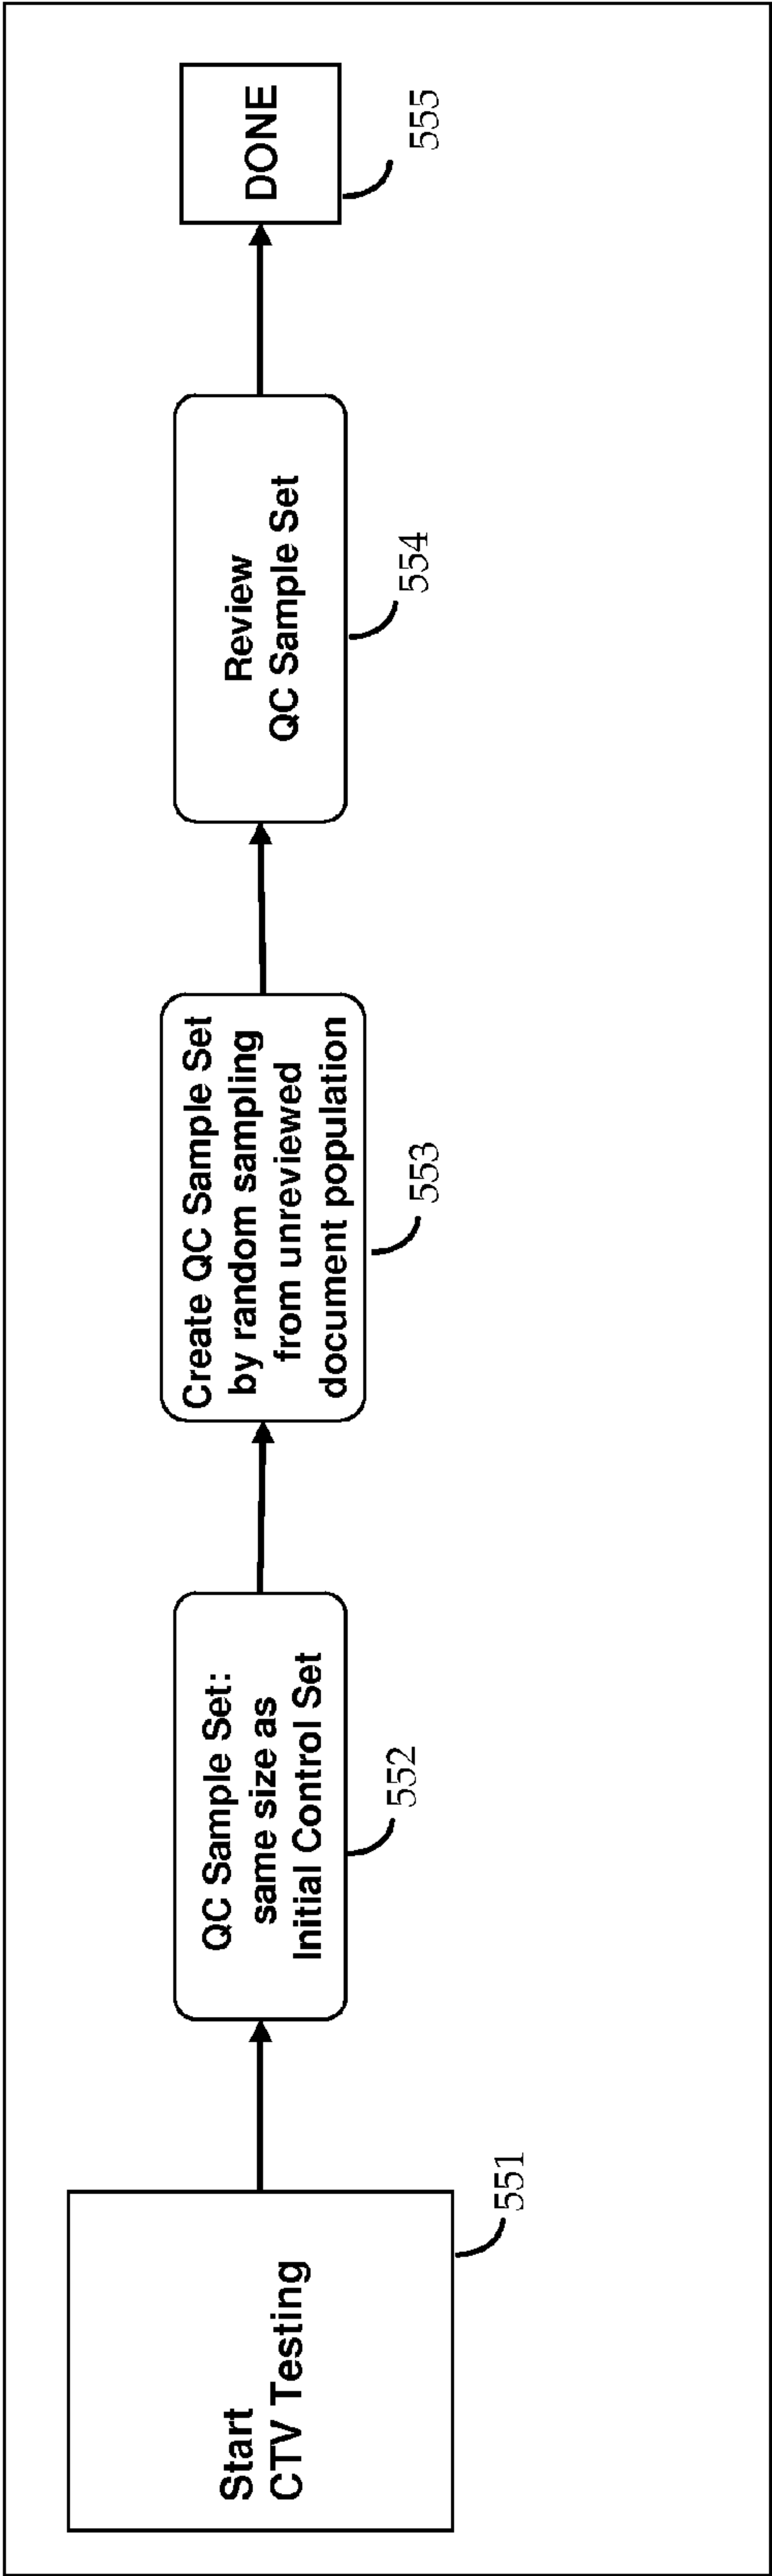 Start
CTV Testing
551
QC Sample Set:
same size as
Initial Control Set
552
Create QC Sample Set
by random sampling
from unreviewed
document population
553
Review
QC Sample Set
554
DONE
555